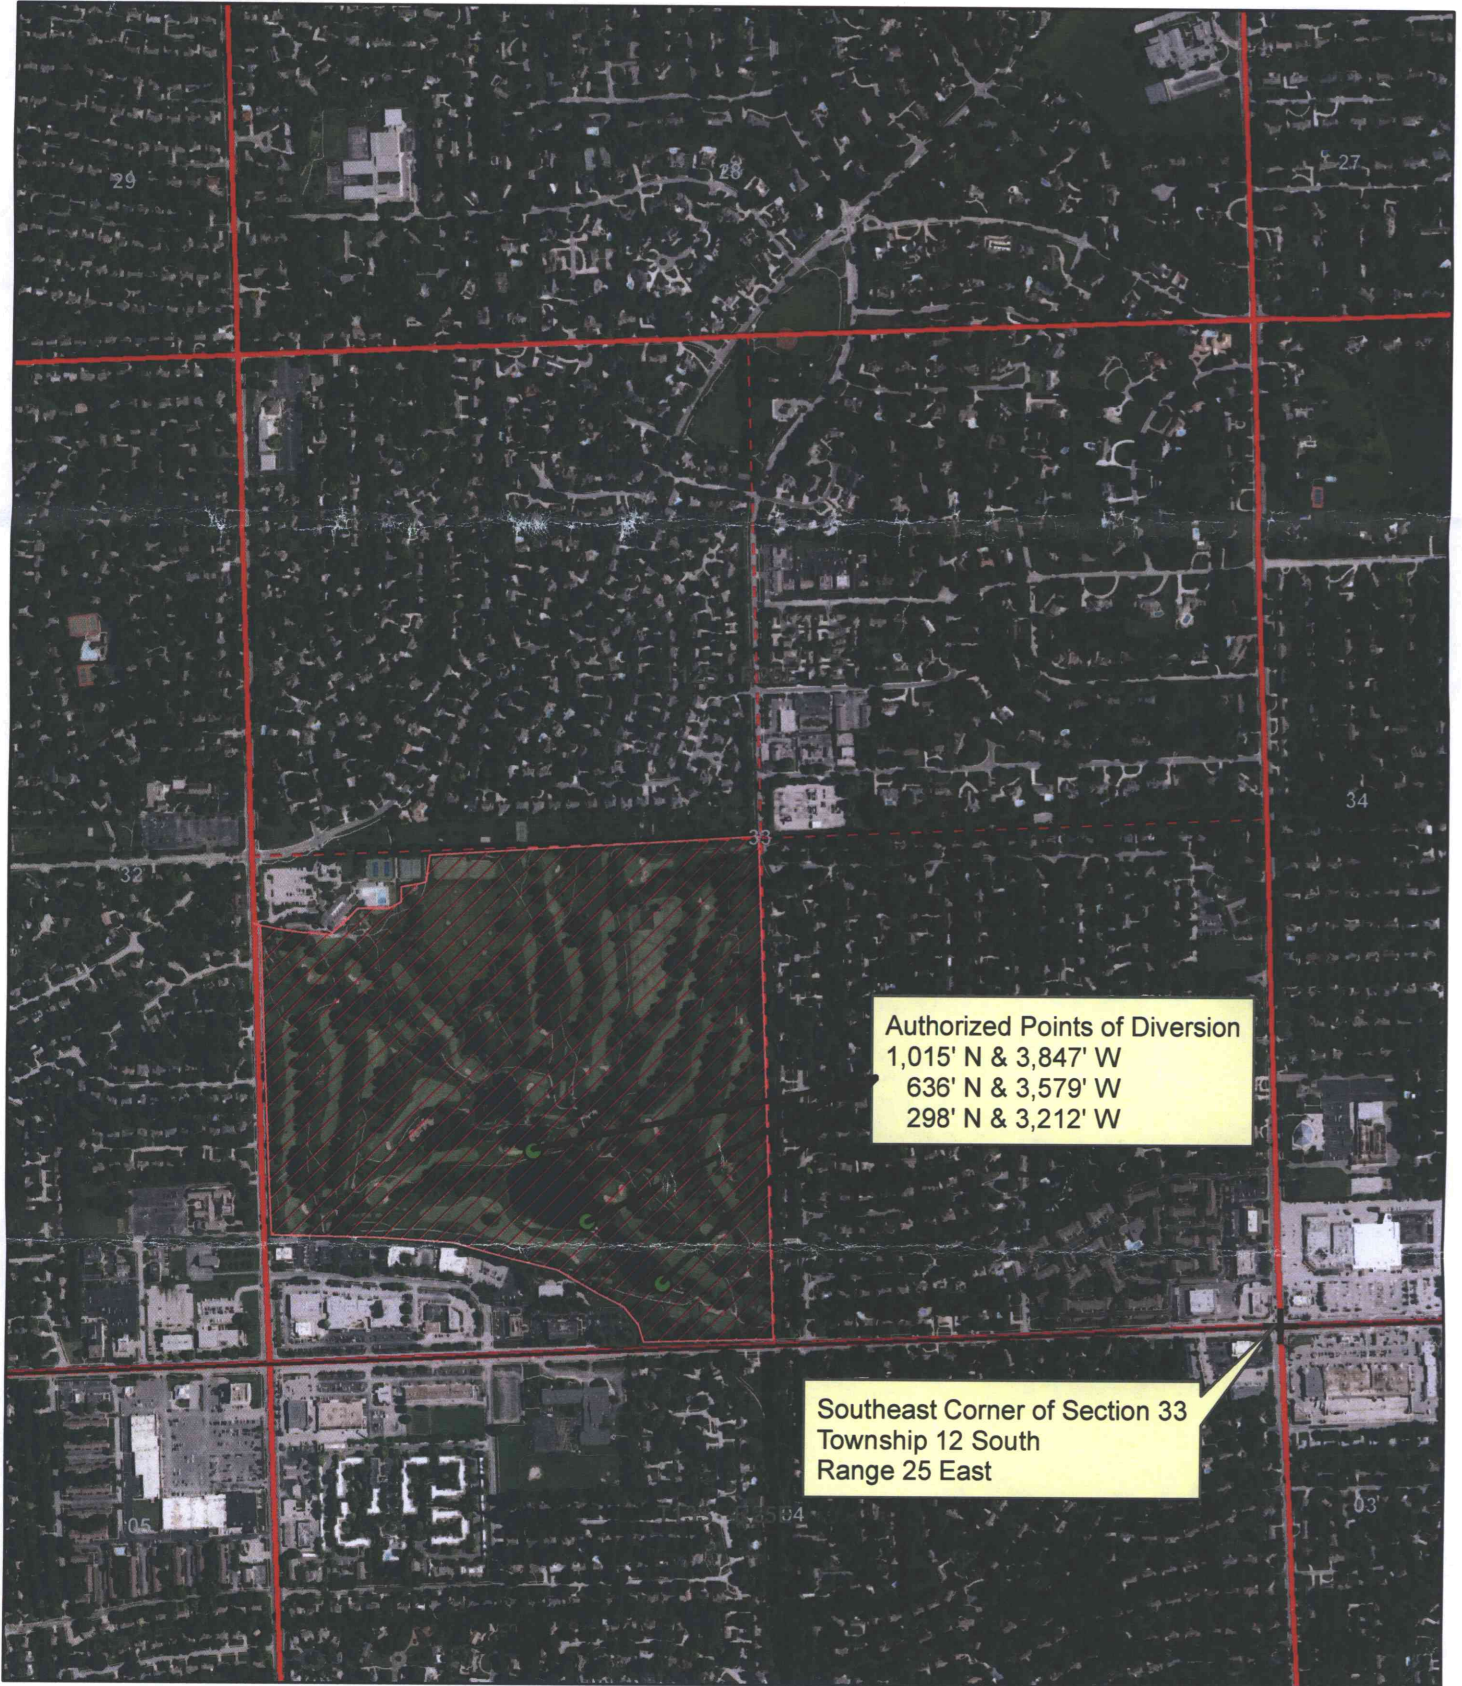 29
28
27
34
33
32
Authorized Points of Diversion
1,015' N & 3,847' W
636' N & 3,579' W
298' N & 3,212' W
Southeast Corner of Section 33
Township 12 South
Range 25 East
05
04
03